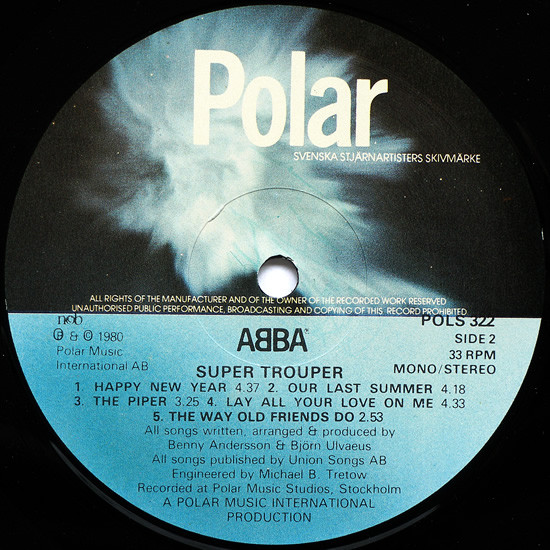 Polar
SVENSKA STJÄRNARTISTERS SKIVMÄRKE
ALL RIGHTS OF THE MANUFACTURER AND OF THE OWNER OF THE RECORDED WORK RESERVED
UNAUTHORISED PUBLIC PERFORMANCE, BROADCASTING AND COPYING OF THIS RECORD PROHIBITED
ncb
Ⓟ & © 1980
Polar Music
International AB
ABBA
POLS 322
SIDE 2
33 RPM
MONO/STEREO
SUPER TROUPER
1. HAPPY NEW YEAR 4.37 2. OUR LAST SUMMER 4.18
3. THE PIPER 3.25 4. LAY ALL YOUR LOVE ON ME 4.33
5. THE WAY OLD FRIENDS DO 2.53
All songs written, arranged & produced by
Benny Andersson & Björn Ulvaeus
All songs published by Union Songs AB
Engineered by Michael B. Tretow
Recorded at Polar Music Studios, Stockholm
A POLAR MUSIC INTERNATIONAL
PRODUCTION